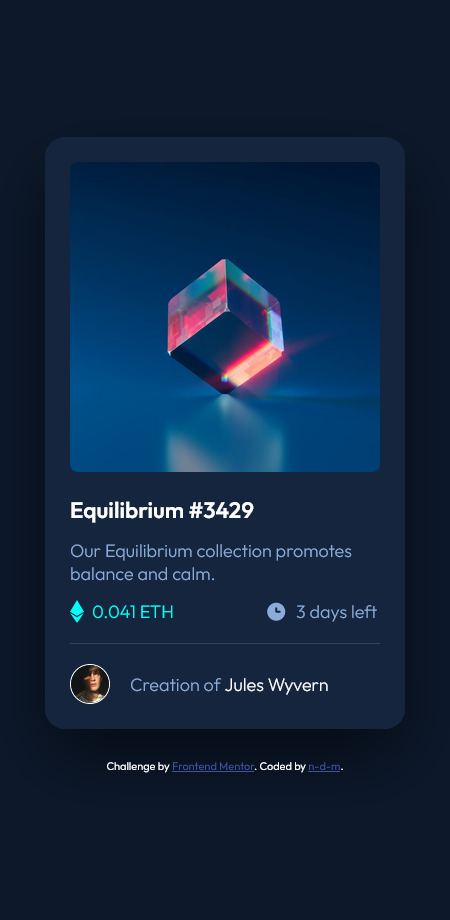 Equilibrium #3429
Our Equilibrium collection promotes
balance and calm.
0.041 ETH
3 days left
Creation of Jules Wyvern
Challenge by Frontend Mentor. Coded by n-d-m.